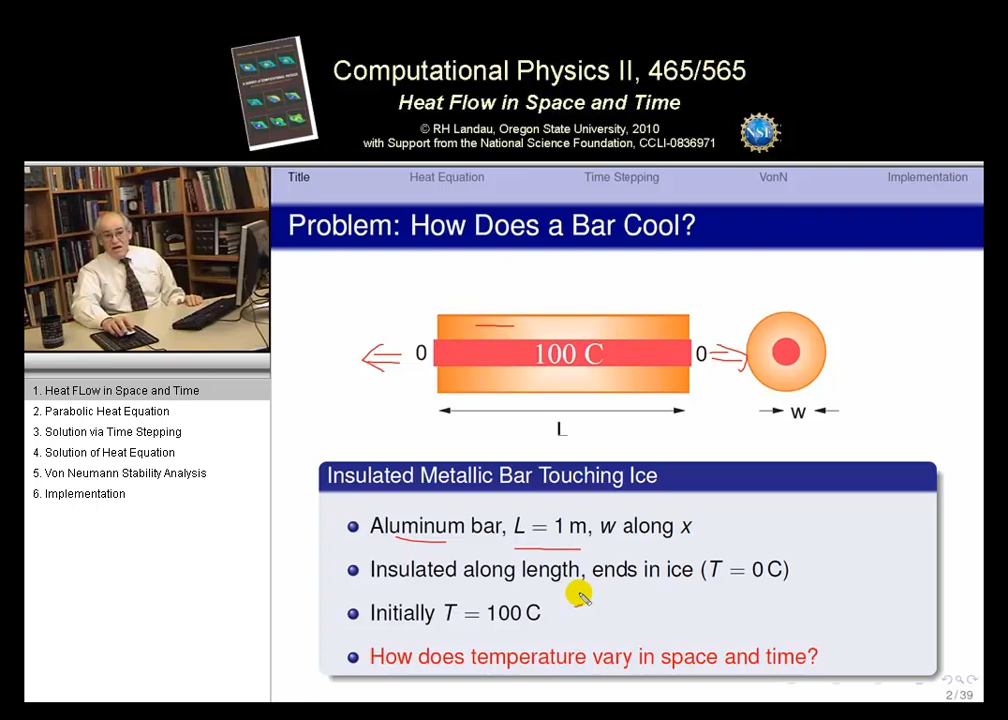 Computational Physics II, 465/565
Heat Flow in Space and Time
© RH Landau, Oregon State University, 2010
with Support from the National Science Foundation, CCLI-0836971
NSF
Title Heat Equation Time Stepping VonN Implementation
Problem: How Does a Bar Cool?
0 100 C 0
w
L
1. Heat FLow in Space and Time
2. Parabolic Heat Equation
3. Solution via Time Stepping
4. Solution of Heat Equation
5. Von Neumann Stability Analysis
6. Implementation
Insulated Metallic Bar Touching Ice
Aluminum bar, L = 1 m, w along x
Insulated along length, ends in ice (T = 0 C)
Initially T = 100 C
How does temperature vary in space and time?
2 / 39